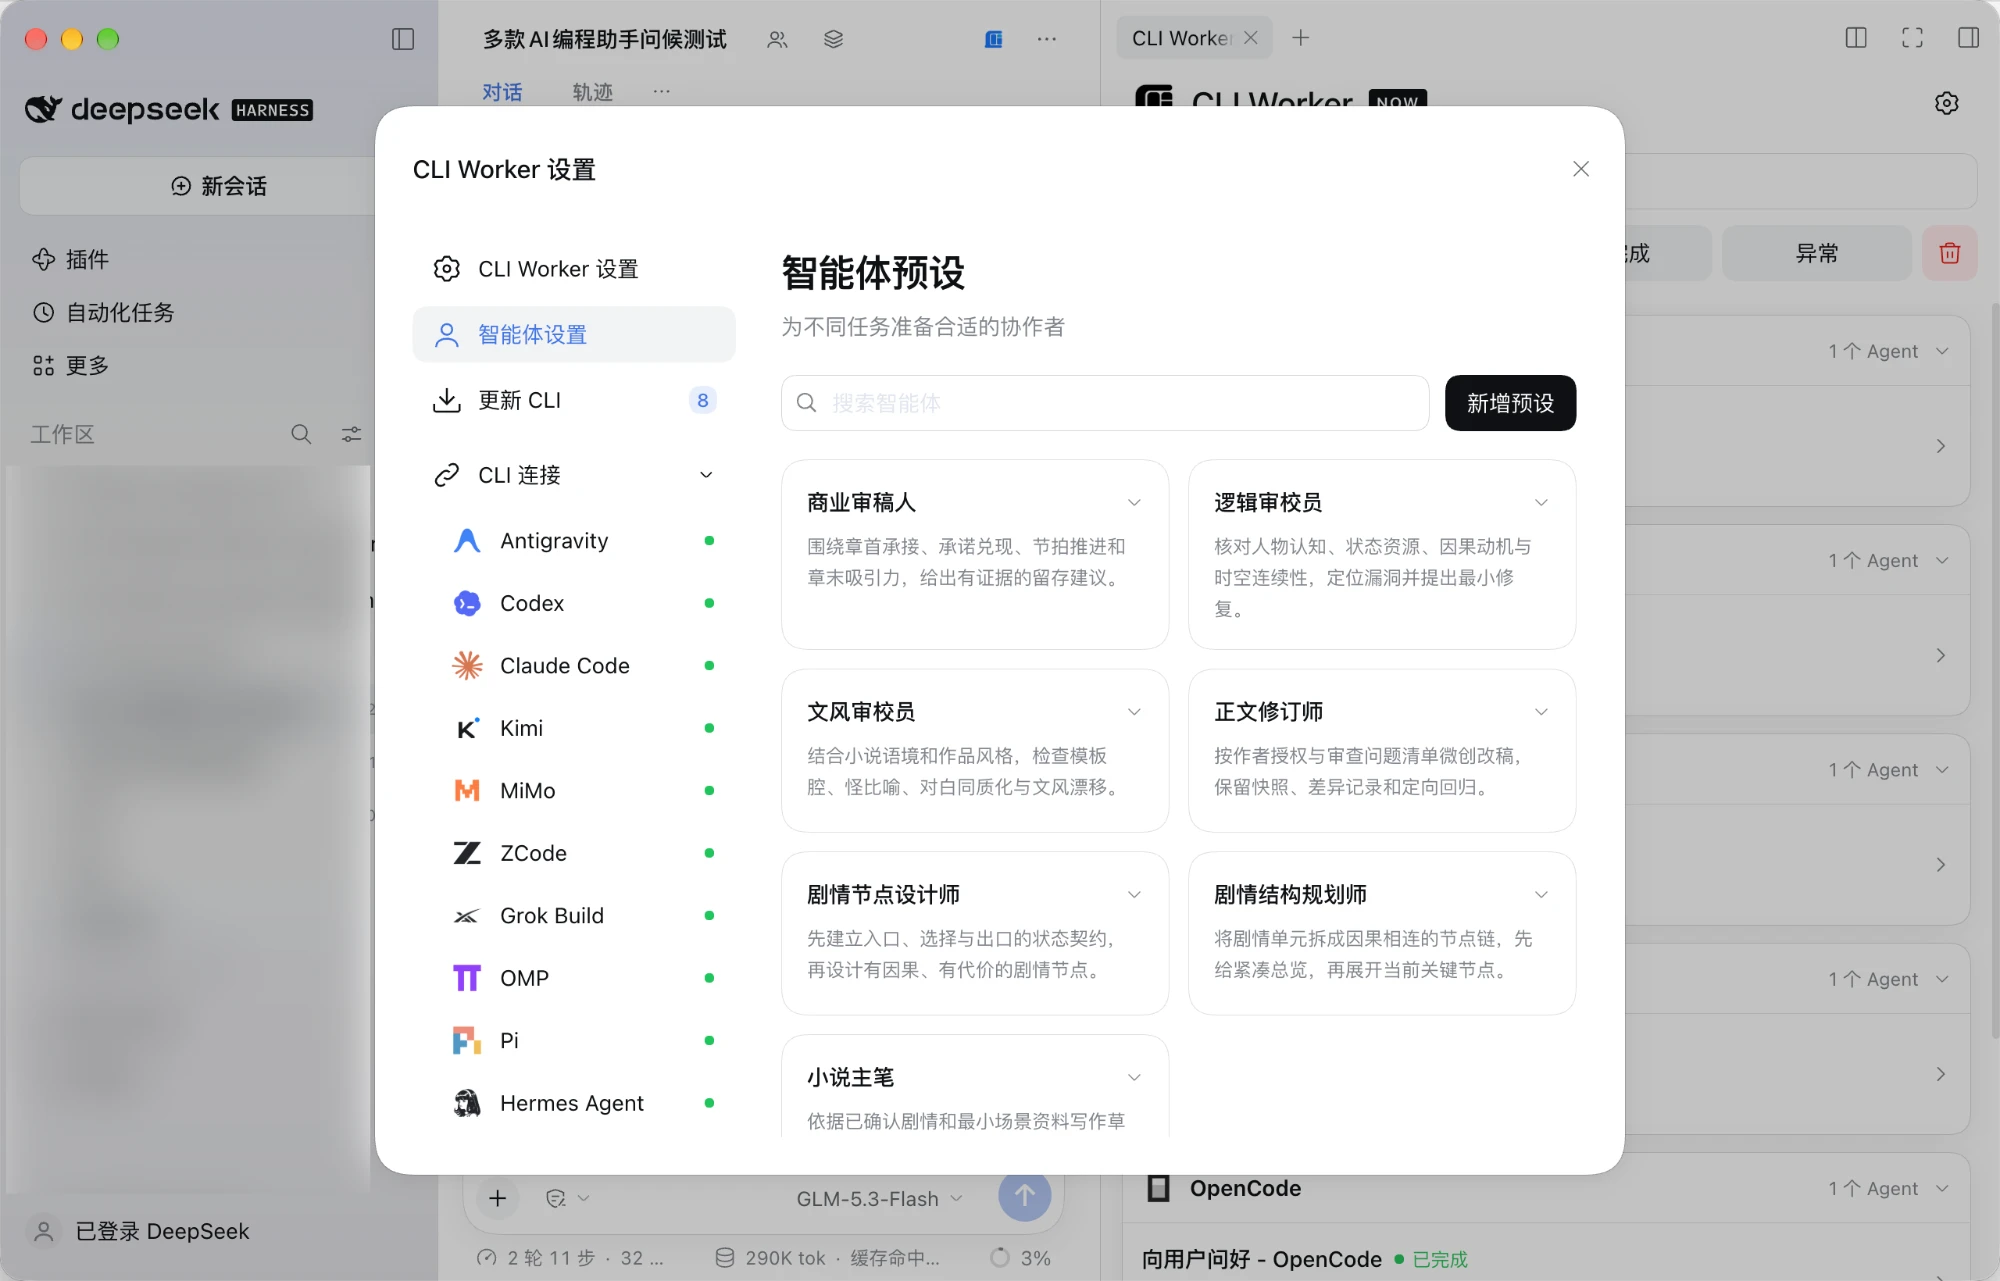 多款AI编程助手问候测试
CLI Worker
deepseek HARNESS
对话
轨迹
CLI Worker NOW
新会话
插件
自动化任务
更多
工作区
已登录 DeepSeek
CLI Worker 设置
CLI Worker 设置
智能体设置
更新 CLI
8
CLI 连接
Antigravity
Codex
Claude Code
Kimi
MiMo
ZCode
Grok Build
OMP
Pi
Hermes Agent
智能体预设
为不同任务准备合适的协作者
搜索智能体
新增预设
商业审稿人
围绕章首承接、承诺兑现、节拍推进和
章末吸引力，给出有证据的留存建议。
逻辑审校员
核对人物认知、状态资源、因果动机与
时空连续性，定位漏洞并提出最小修
复。
文风审校员
结合小说语境和作品风格，检查模板
腔、怪比喻、对白同质化与文风漂移。
正文修订师
按作者授权与审查问题清单微创改稿，
保留快照、差异记录和定向回归。
剧情节点设计师
先建立入口、选择与出口的状态契约，
再设计有因果、有代价的剧情节点。
剧情结构规划师
将剧情单元拆成因果相连的节点链，先
给紧凑总览，再展开当前关键节点。
小说主笔
依据已确认剧情和最小场景资料写作草
成
异常
1 个 Agent
1 个 Agent
1 个 Agent
1 个 Agent
OpenCode
1 个 Agent
向用户问好 - OpenCode
已完成
GLM-5.3-Flash
2 轮 11 步 · 32 ...
290K tok · 缓存命中...
3%